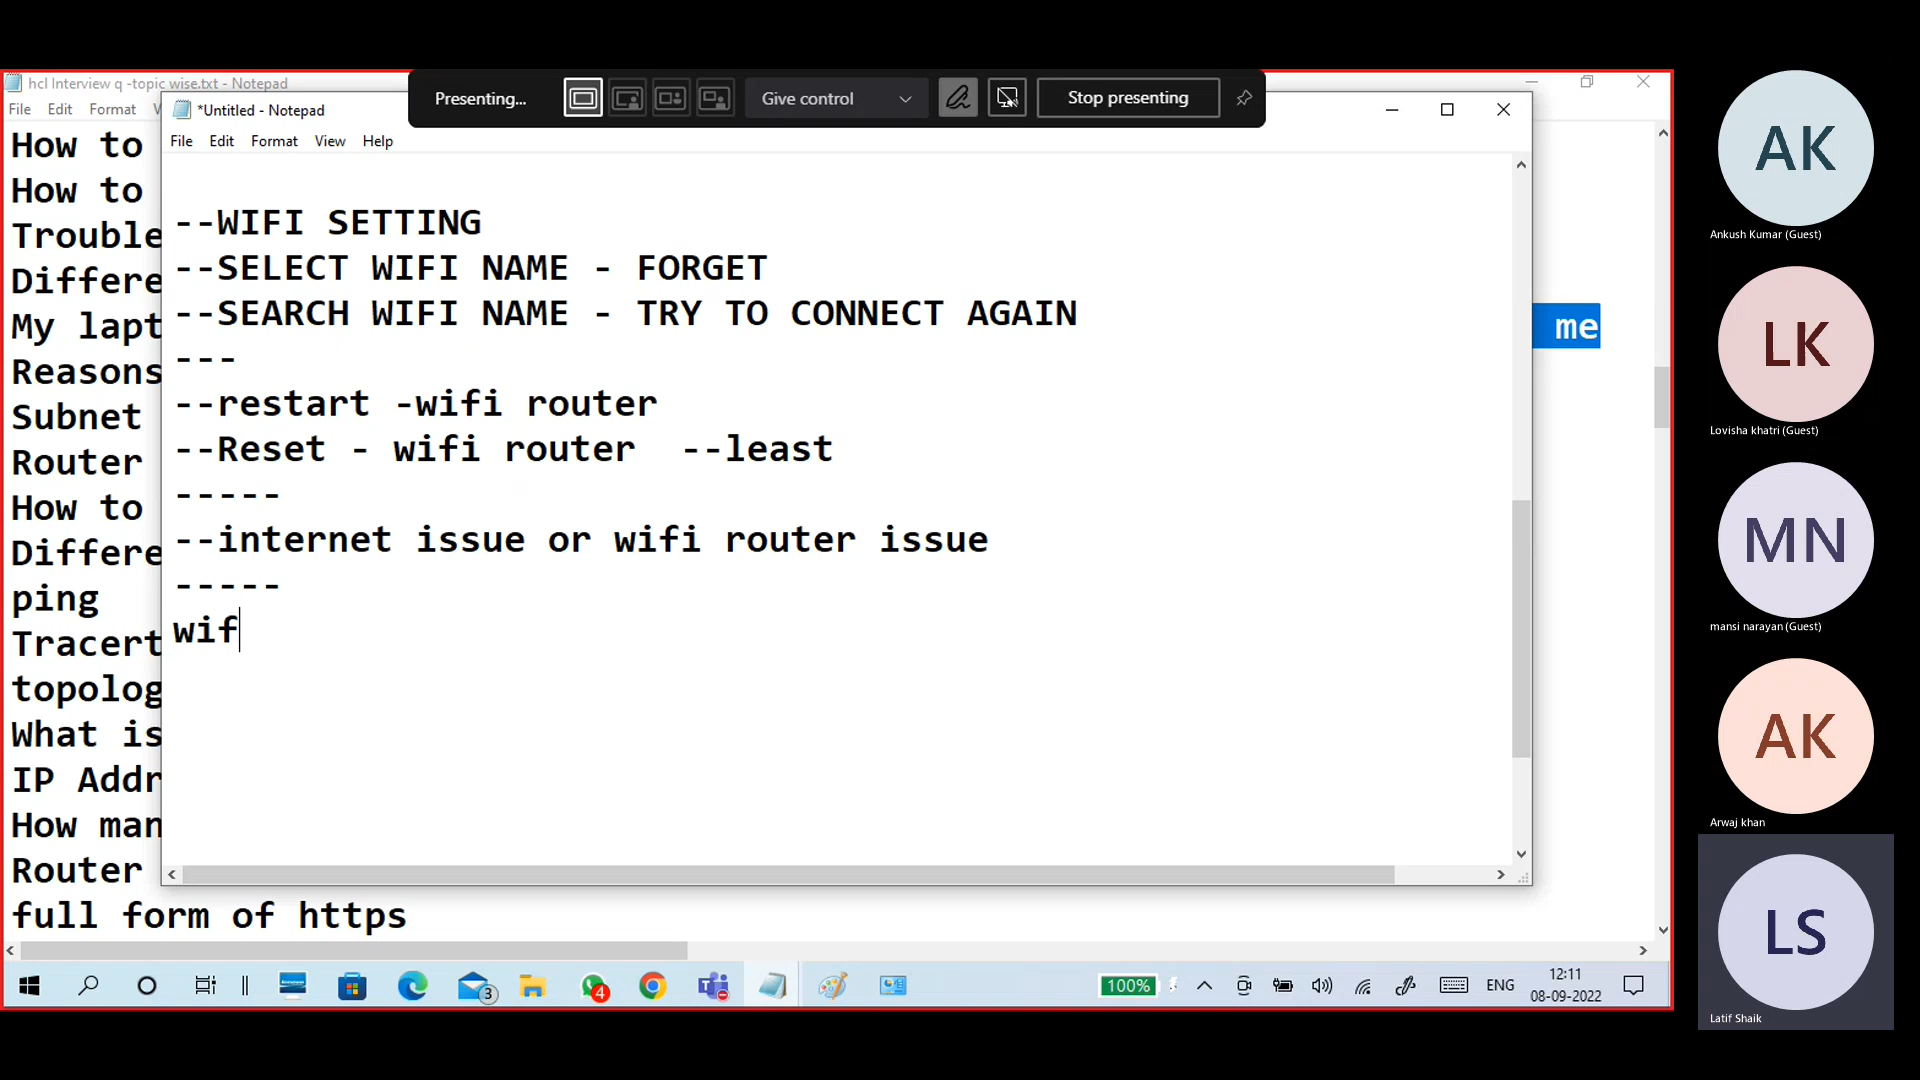 hcl Interview q -topic wise.txt - Notepad
File Edit Format V
Presenting...
Give control
Stop presenting
*Untitled - Notepad
File Edit Format View Help
--WIFI SETTING
--SELECT WIFI NAME - FORGET
--SEARCH WIFI NAME - TRY TO CONNECT AGAIN
---
--restart -wifi router
--Reset - wifi router  --least
-----
--internet issue or wifi router issue
-----
wif
How to
How to
Trouble
Differe
My lapt
me
Reasons
Subnet
Router
How to
Differe
ping
Tracert
topolog
What is
IP Addr
How man
Router
full form of https
3
4
100%
ENG
12:11
08-09-2022
AK
Ankush Kumar (Guest)
LK
Lovisha khatri (Guest)
MN
mansi narayan (Guest)
AK
Arwaj khan
LS
Latif Shaik